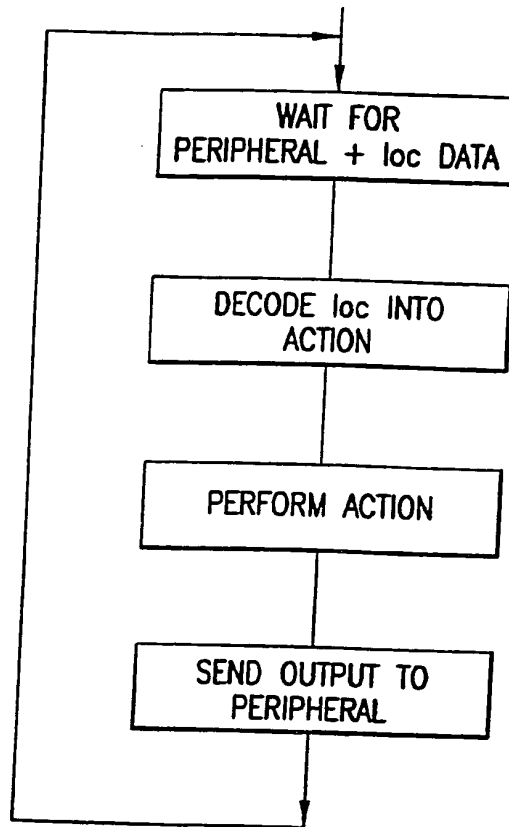 WAIT FOR
PERIPHERAL + loc DATA
DECODE loc INTO
ACTION
PERFORM ACTION
SEND OUTPUT TO
PERIPHERAL